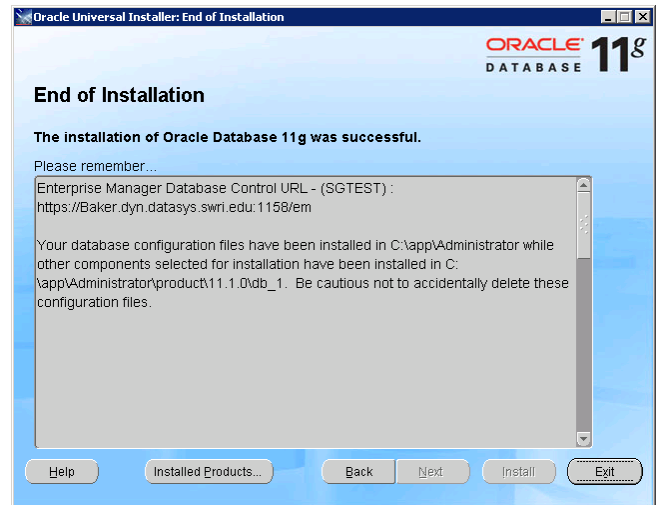 Oracle Universal Installer: End of Installation
ORACLE 11g
DATABASE
End of Installation
The installation of Oracle Database 11g was successful.
Please remember...
Enterprise Manager Database Control URL - (SGTEST) :
https://Baker.dyn.datasys.swri.edu:1158/em
Your database configuration files have been installed in C:\app\Administrator while
other components selected for installation have been installed in C:
\app\Administrator\product\11.1.0\db_1. Be cautious not to accidentally delete these
configuration files.
Help Installed Products... Back Next Install Exit